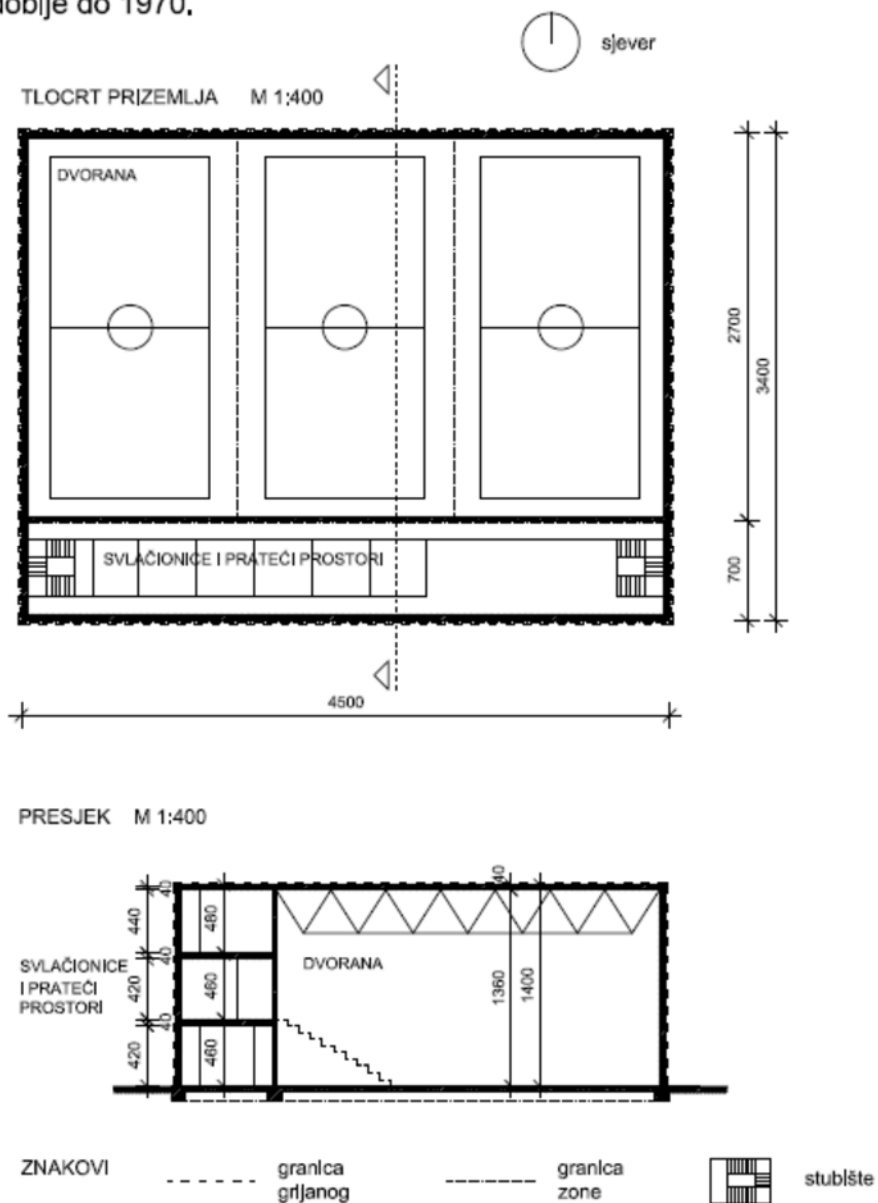 doblje do 1970.
sjever
TLOCRT PRIZEMLJA M 1:400
DVORANA
2700
3400
SVLAČIONICE I PRATEĆI PROSTORI
700
4500
PRESJEK M 1:400
40
40
440
480
SVLAČIONICE
I PRATEĆI
PROSTORI
40
420
460
40
420
460
DVORANA
1360
1400
ZNAKOVI
granica
grijanog
granica
zone
stubište